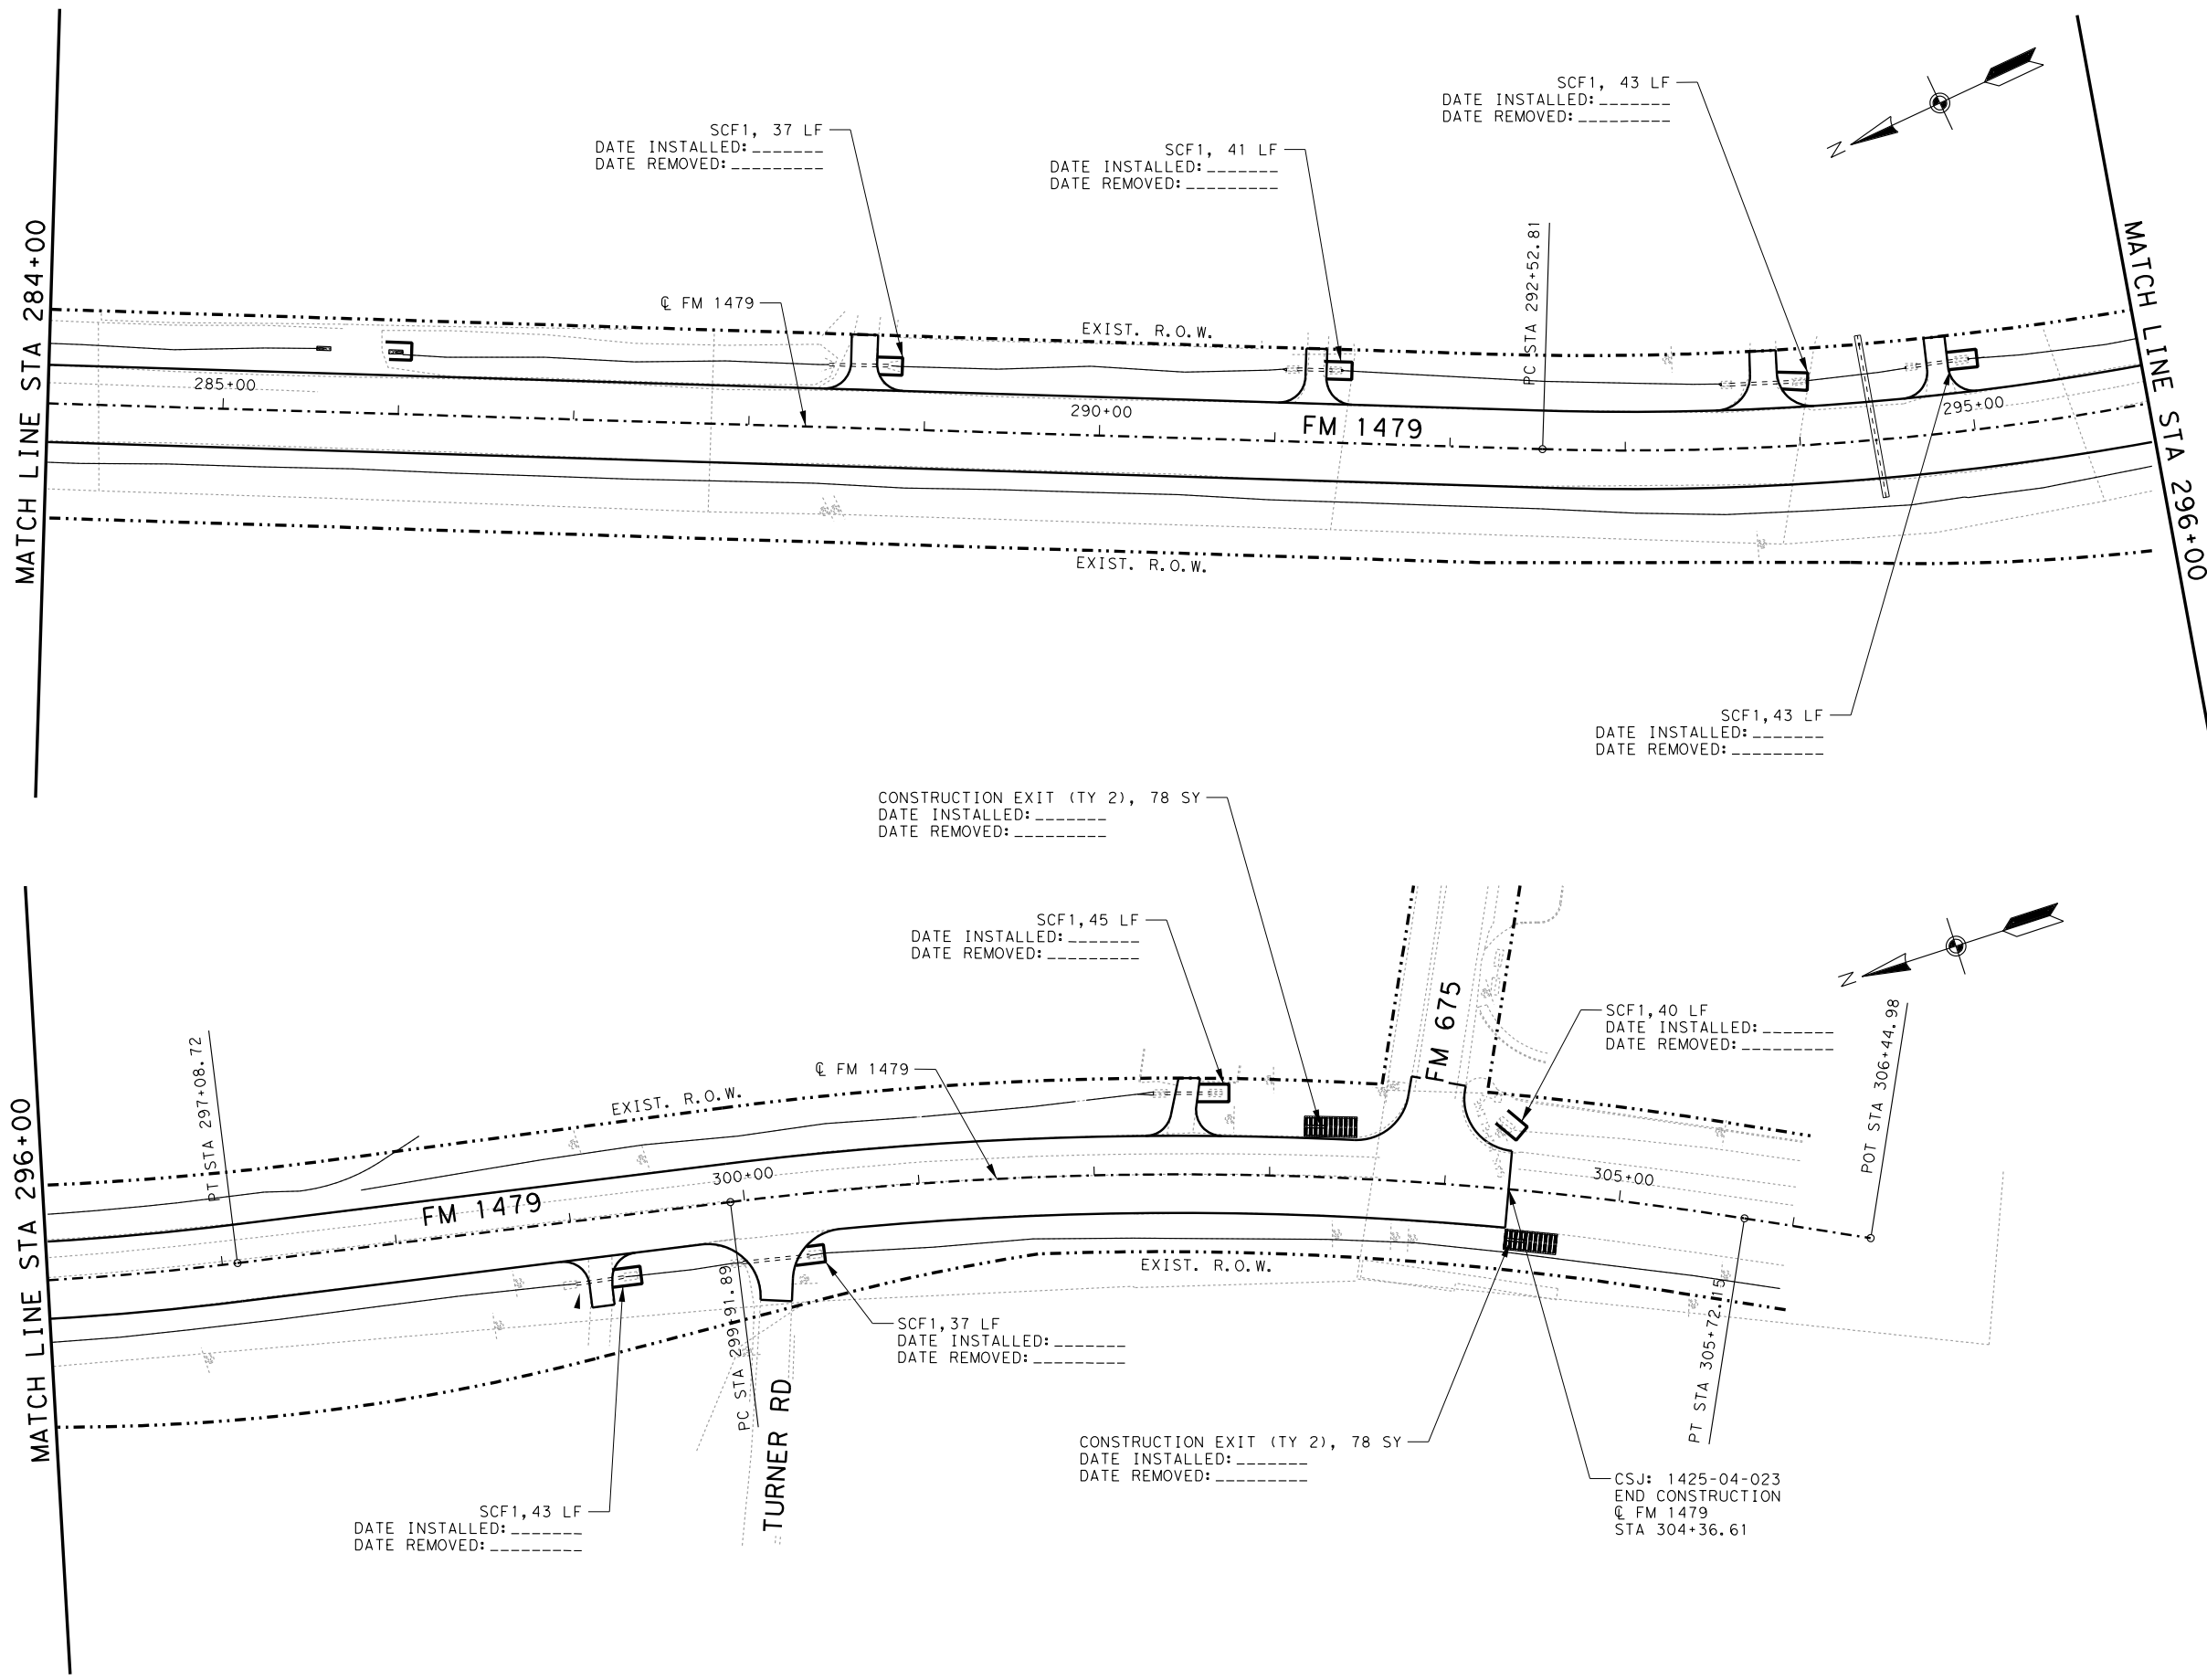 MATCH LINE STA 284+00
SCF1, 37 LF
DATE INSTALLED:_______
DATE REMOVED:_________
SCF1, 41 LF
DATE INSTALLED:_______
DATE REMOVED:_________
SCF1, 43 LF
DATE INSTALLED:_______
DATE REMOVED:_________
N
MATCH LINE STA 296+00
℄ FM 1479
EXIST. R.O.W.
PC STA 292+52.81
285+00
290+00
FM 1479
295+00
EXIST. R.O.W.
SCF1,43 LF
DATE INSTALLED:_______
DATE REMOVED:_________
CONSTRUCTION EXIT (TY 2), 78 SY
DATE INSTALLED:_______
DATE REMOVED:_________
SCF1,45 LF
DATE INSTALLED:_______
DATE REMOVED:_________
N
FM 675
SCF1,40 LF
DATE INSTALLED:_______
DATE REMOVED:_________
POT STA 306+44.98
MATCH LINE STA 296+00
PT STA 297+08.72
EXIST. R.O.W.
℄ FM 1479
FM 1479
300+00
305+00
EXIST. R.O.W.
PC STA 299+91.89
TURNER RD
SCF1,37 LF
DATE INSTALLED:_______
DATE REMOVED:_________
PT STA 305+72.15
CONSTRUCTION EXIT (TY 2), 78 SY
DATE INSTALLED:_______
DATE REMOVED:_________
CSJ: 1425-04-023
END CONSTRUCTION
℄ FM 1479
STA 304+36.61
SCF1,43 LF
DATE INSTALLED:_______
DATE REMOVED:_________